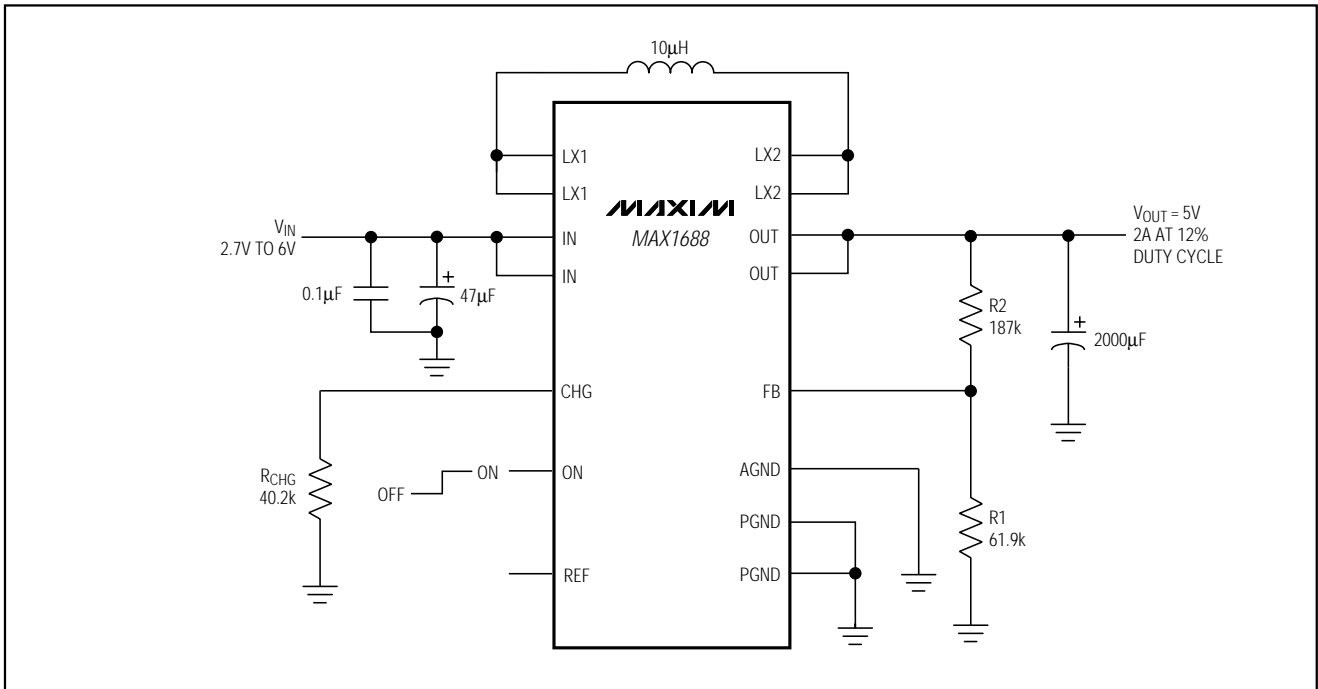 10µH
LX1
LX2
LX1
LX2
MAXIM
MAX1688
VIN
2.7V TO 6V
IN
OUT
VOUT = 5V
2A AT 12%
DUTY CYCLE
IN
OUT
0.1µF
+
47µF
R2
187k
+
2000µF
CHG
FB
RCHG
40.2k
OFF
ON
ON
AGND
PGND
R1
61.9k
REF
PGND